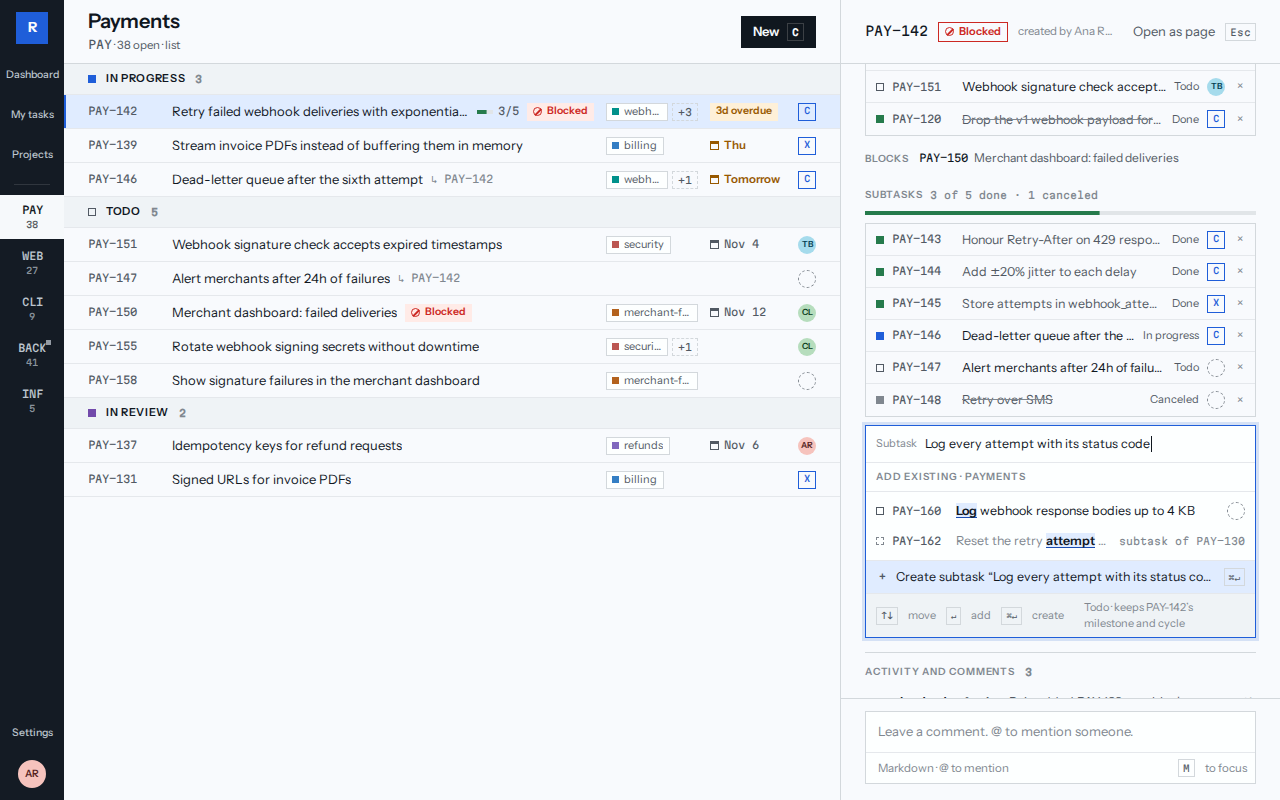 R
Dashboard
My tasks
Projects
PAY
38
WEB
27
CLI
9
BACK
41
INF
5
Settings
AR
Payments
PAY · 38 open · list
New C
IN PROGRESS 3
PAY-142 Retry failed webhook deliveries with exponentia... 3/5 Blocked webh... +3 3d overdue C
PAY-139 Stream invoice PDFs instead of buffering them in memory billing Thu X
PAY-146 Dead-letter queue after the sixth attempt ↳ PAY-142 webh... +1 Tomorrow C
TODO 5
PAY-151 Webhook signature check accepts expired timestamps security Nov 4 TB
PAY-147 Alert merchants after 24h of failures ↳ PAY-142
PAY-150 Merchant dashboard: failed deliveries Blocked merchant-f... Nov 12 CL
PAY-155 Rotate webhook signing secrets without downtime securi... +1 CL
PAY-158 Show signature failures in the merchant dashboard merchant-f...
IN REVIEW 2
PAY-137 Idempotency keys for refund requests refunds Nov 6 AR
PAY-131 Signed URLs for invoice PDFs billing X
PAY-142 Blocked created by Ana R... Open as page Esc
PAY-151 Webhook signature check accept... Todo TB ×
PAY-120 Drop the v1 webhook payload for... Done C ×
BLOCKS PAY-150 Merchant dashboard: failed deliveries
SUBTASKS 3 of 5 done · 1 canceled
PAY-143 Honour Retry-After on 429 respo... Done C ×
PAY-144 Add ±20% jitter to each delay Done C ×
PAY-145 Store attempts in webhook_atte... Done X ×
PAY-146 Dead-letter queue after the ... In progress C ×
PAY-147 Alert merchants after 24h of failu... Todo ×
PAY-148 Retry over SMS Canceled ×
Subtask Log every attempt with its status code
ADD EXISTING · PAYMENTS
PAY-160 Log webhook response bodies up to 4 KB
PAY-162 Reset the retry attempt ... subtask of PAY-130
+ Create subtask “Log every attempt with its status co... ⌘↵
↑↓ move ↵ add ⌘↵ create Todo · keeps PAY-142's
milestone and cycle
ACTIVITY AND COMMENTS 3
Leave a comment. @ to mention someone.
Markdown · @ to mention M to focus